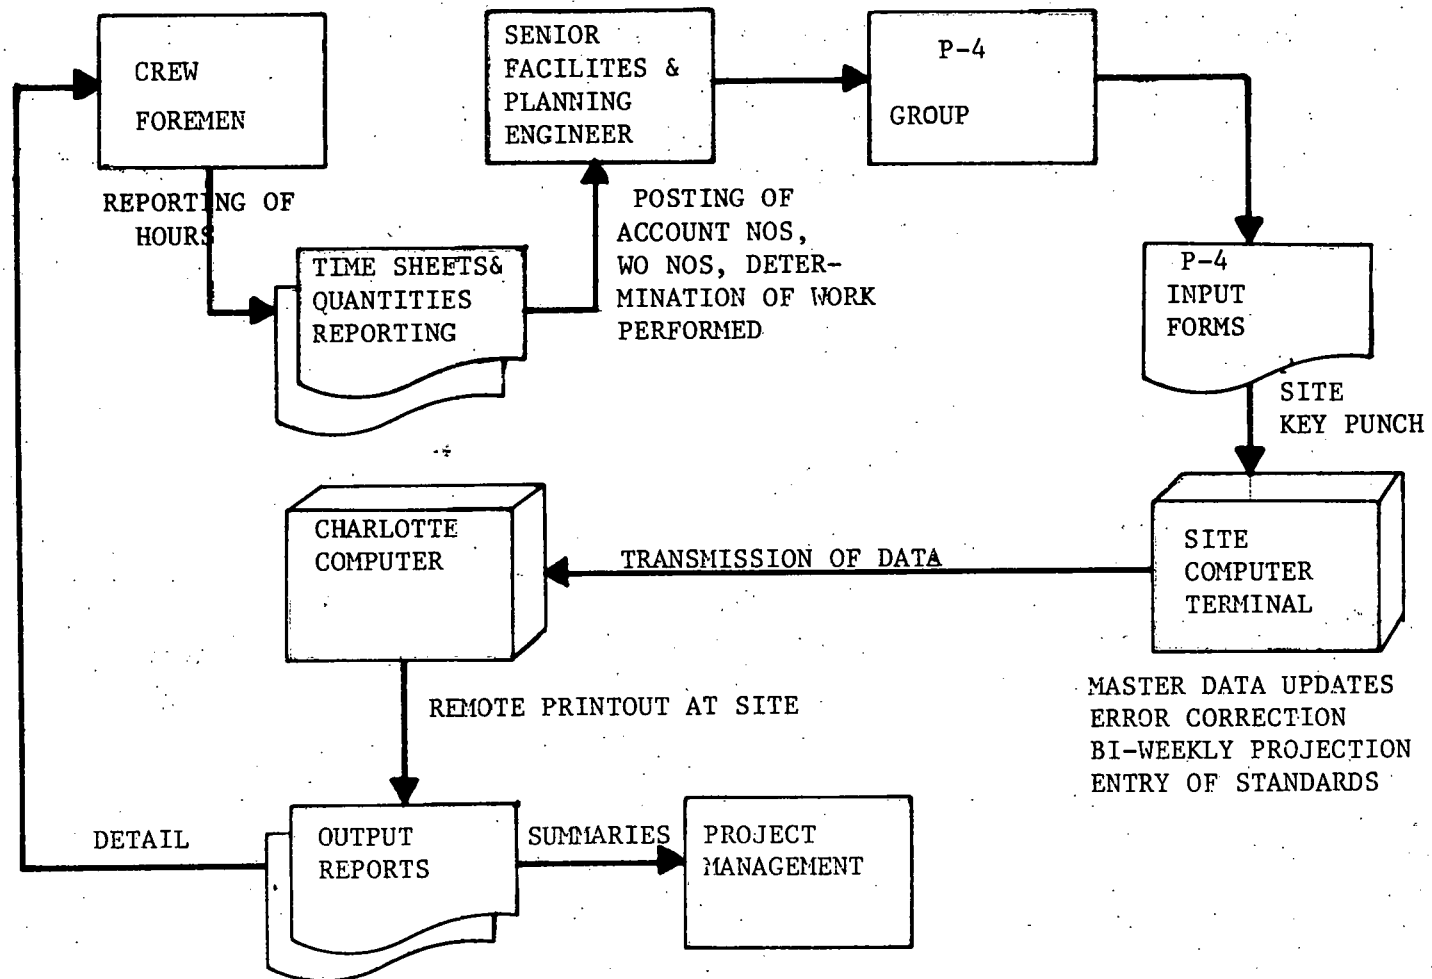 CREW
FOREMEN
REPORTING OF
HOURS
TIME SHEETS&
QUANTITIES
REPORTING
SENIOR
FACILITES &
PLANNING
ENGINEER
POSTING OF
ACCOUNT NOS,
WO NOS, DETER-
MINATION OF WORK
PERFORMED
P-4
GROUP
P-4
INPUT
FORMS
SITE
KEY PUNCH
SITE
COMPUTER
TERMINAL
MASTER DATA UPDATES
ERROR CORRECTION
BI-WEEKLY PROJECTION
ENTRY OF STANDARDS
TRANSMISSION OF DATA
CHARLOTTE
COMPUTER
REMOTE PRINTOUT AT SITE
OUTPUT
REPORTS
DETAIL
SUMMARIES
PROJECT
MANAGEMENT